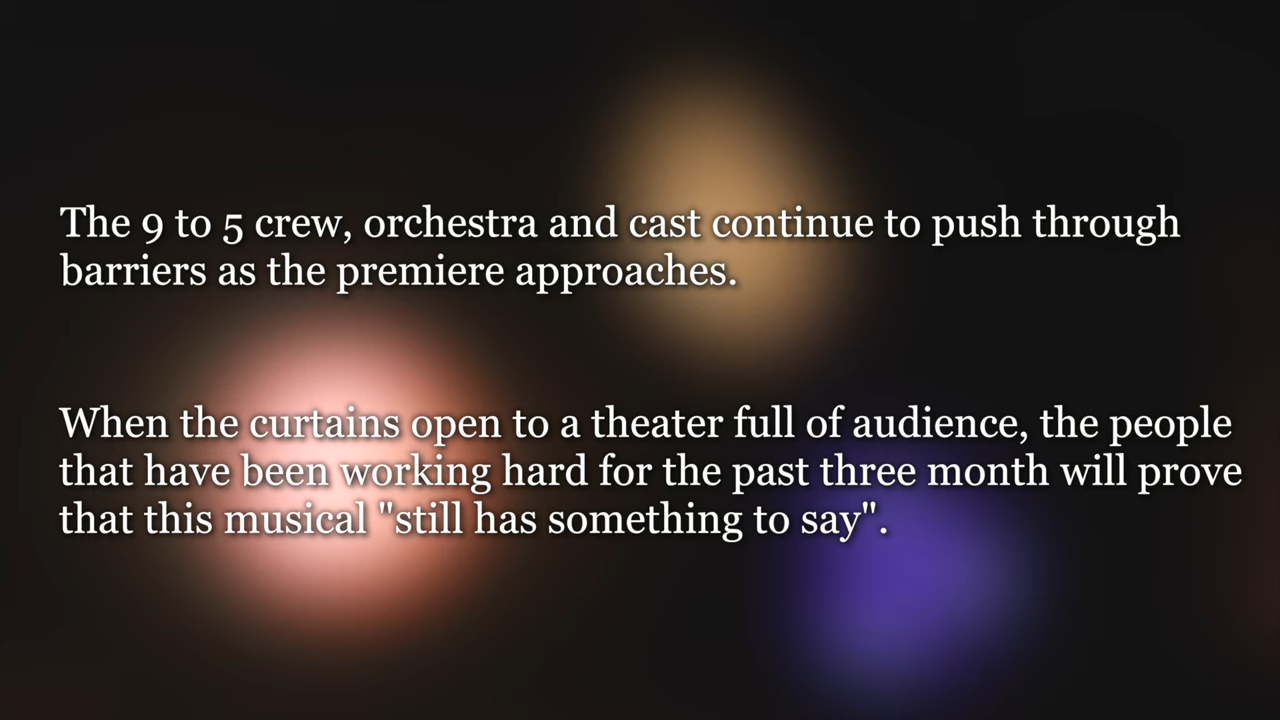 The 9 to 5 crew, orchestra and cast continue to push through
barriers as the premiere approaches.
When the curtains open to a theater full of audience, the people
that have been working hard for the past three month will prove
that this musical "still has something to say".